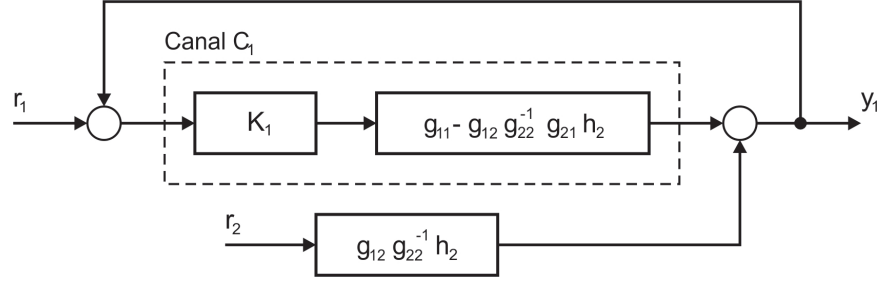 Canal C₁
r₁
K₁
g₁₁ - g₁₂ g₂₂⁻¹ g₂₁ h₂
y₁
r₂
g₁₂ g₂₂⁻¹ h₂